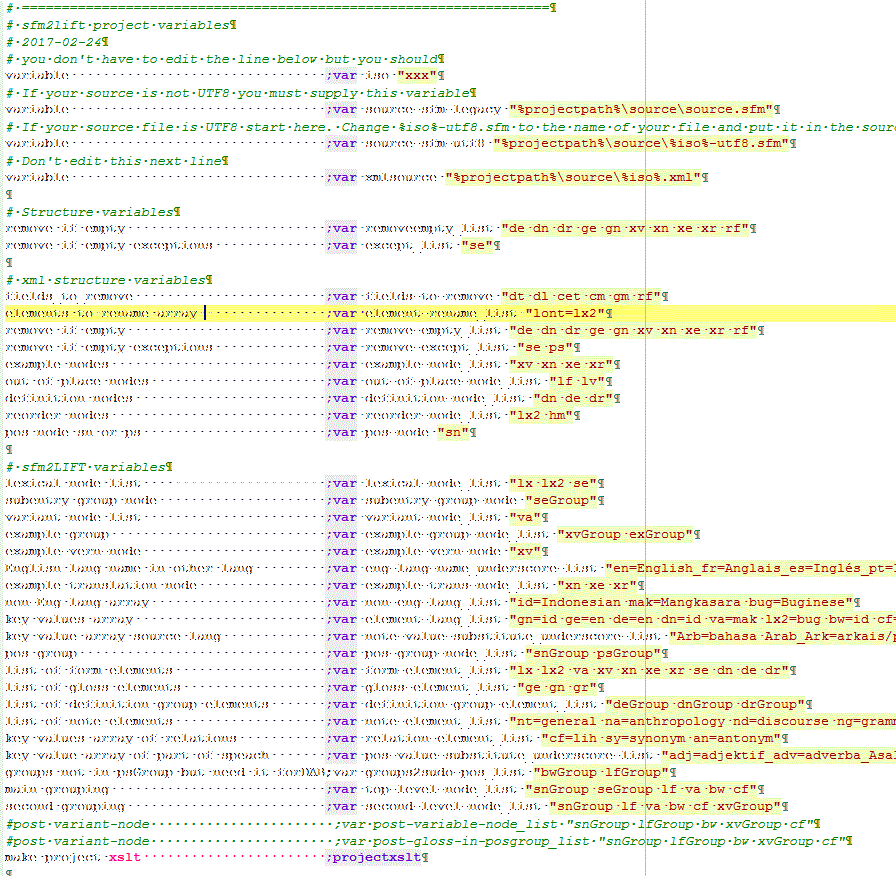 # ==================================================================
# sfm2lift project variables
# 2017-02-24
# you don't have to edit the line below but you should
variable ;var iso "xxx"
# If your source is not UTF8 you must supply this variable
variable ;var source_sfm_legacy "%projectpath%\source\source.sfm"
# If your source file is UTF8 start here. Change %iso%-utf8.sfm to the name of your file and put it in the sour
variable ;var source_sfm_utf8 "%projectpath%\source\%iso%-utf8.sfm"
# Don't edit this next line
variable ;var xmlsource "%projectpath%\source\%iso%.xml"

# Structure variables
remove if empty ;var removeempty_list "de dn dr ge gn xv xn xe xr rf"
remove if empty exceptions ;var except_list "se"

# xml structure variables
fields to remove ;var fields_to_remove "dt dl cet cm gm rf"
elements to rename array ;var element_rename_list "lont=lx2"
remove if empty ;var remove_empty_list "de dn dr ge gn xv xn xe xr rf"
remove if empty exceptions ;var remove_except_list "se ps"
example nodes ;var example-node_list "xv xn xe xr"
out of place nodes ;var out-of-place-node_list "lf lv"
definition nodes ;var definition-node_list "dn de dr"
reorder nodes ;var reorder-node_list "lx2 hm"
pos node sn or ps ;var pos-node "sn"

# sfm2LIFT variables
lexical node list ;var lexical-node_list "lx lx2 se"
subentry group node ;var subentry-group-node "seGroup"
variant node list ;var variant-node_list "va"
example group ;var example-group-node_list "xvGroup exGroup"
example vern node ;var example-vern-node "xv"
English lang name in other lang ;var eng-lang-name_underscore_list "en=English_fr=Anglais_es=Inglés_pt=
example translation node ;var example-trans-node_list "xn xe xr"
non Eng lang array ;var non-eng-lang_list "id=Indonesian mak=Mangkasara bug=Buginese"
key values array ;var element-lang_list "gn=id ge=en de=en dn=id va=mak lx2=bug bw=id cf=
key value array source lang ;var note-value-substitute_underscore_list "Arb=bahasa Arab_Ark=arkais/p
pos group ;var pos-group-node_list "snGroup psGroup"
list of form elements ;var form-element_list "lx lx2 va xv xn xe xr se dn de dr"
list of gloss elements ;var gloss-element_list "ge gn gr"
list of definition group elements ;var definition-group-element_list "deGroup dnGroup drGroup"
list of note elements ;var note-element_list "nt=general na=anthropology nd=discourse ng=gramm
key values array of relations ;var relation-element_list "cf=lih sy=synonym an=antonym"
key value array of part of speach ;var pos-value-substitute_underscore_list "adj=adjektif_adv=adverba_Asa
groups not in psGroup but need it forDAB;var groups2sudo-pos_list "bwGroup lfGroup"
main grouping ;var top-level-node_list "snGroup seGroup lf va bw cf"
second grouping ;var second-level-node_list "snGroup lf va bw cf xvGroup"
#post variant-node ;var post-variable-node_list "snGroup lfGroup bw xvGroup cf"
#post variant-node ;var post-gloss-in-posgroup_list "snGroup lfGroup bw xvGroup cf"
make project xslt ;projectxslt